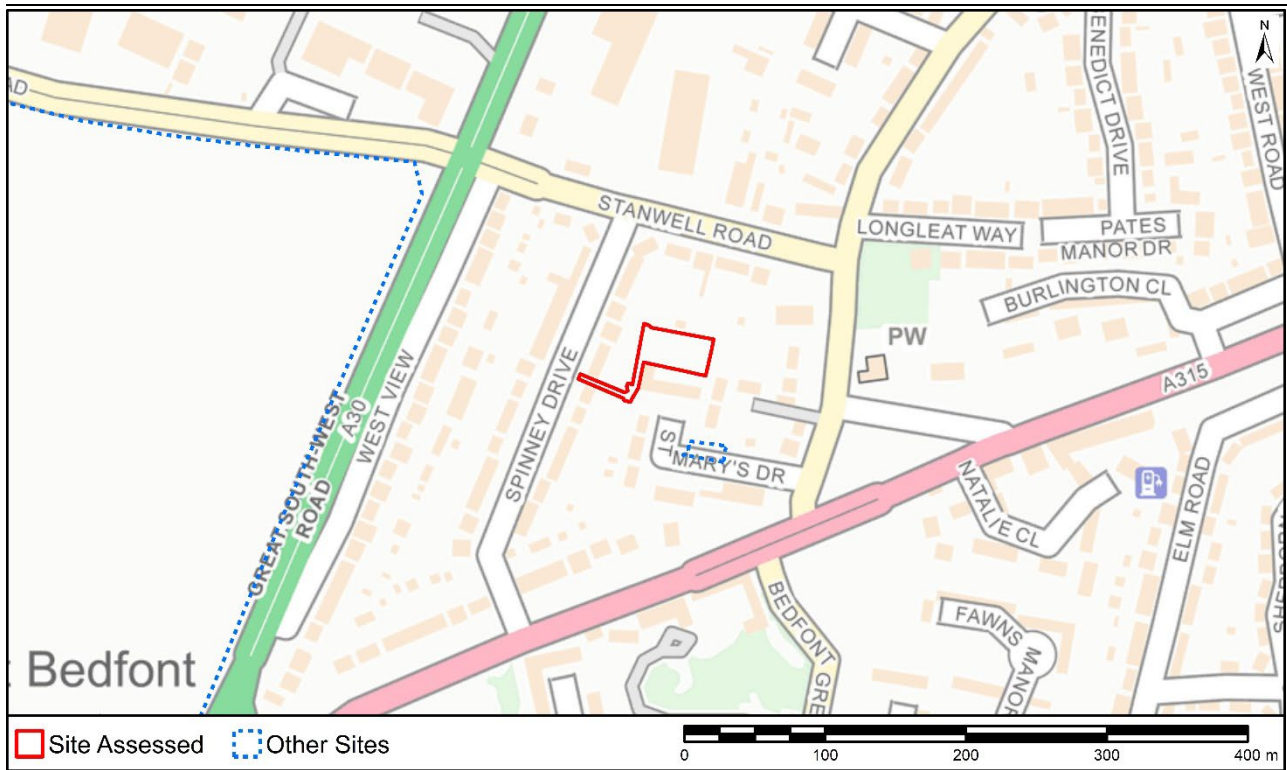 N
ENEDICT DRIVE
WEST ROAD
AD
STANWELL ROAD
LONGLEAT WAY
PATES
MANOR DR
BURLINGTON CL
PW
A315
SPINNEY DRIVE
WEST VIEW
A30
GREAT SOUTH-WEST
ROAD
ST
MARY'S DR
NATALIE CL
ELM ROAD
BEDFONT GRE
FAWNS
MANOR
t Bedfont
Site Assessed
Other Sites
0
100
200
300
400 m